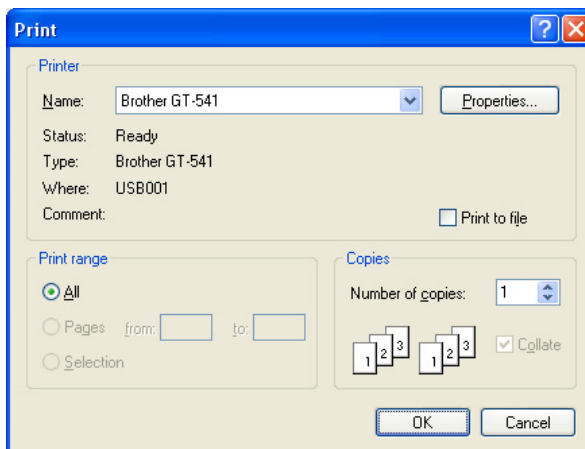 Print
Printer
Name: Brother GT-541 Properties...
Status: Ready
Type: Brother GT-541
Where: USB001
Comment: Print to file
Print range
All
Pages from: to:
Selection
Copies
Number of copies: 1
1 2 3 1 2 3 Collate
OK Cancel